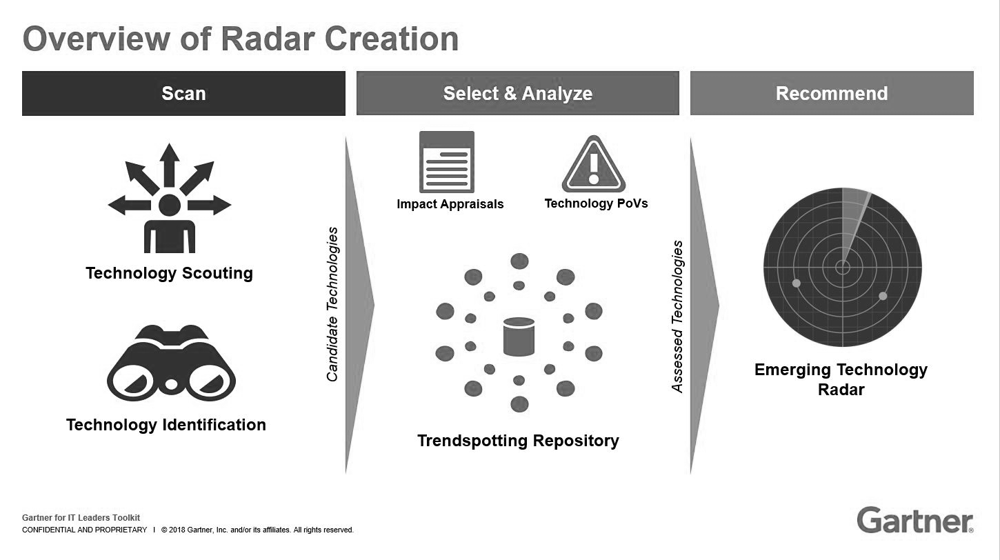 Overview of Radar Creation
Scan
Select & Analyze
Recommend
Technology Scouting
Technology Identification
Candidate Technologies
Impact Appraisals
Technology PoVs
Trendspotting Repository
Assessed Technologies
Emerging Technology
Radar
Gartner for IT Leaders Toolkit
CONFIDENTIAL AND PROPRIETARY I © 2018 Gartner, Inc. and/or its affiliates. All rights reserved.
Gartner®